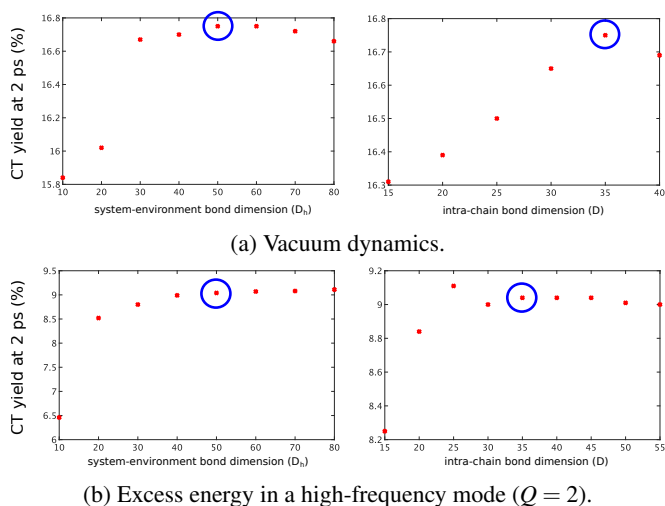 CT yield at 2 ps (%)
16.8
16.6
16.4
16.2
16
15.8
10 20 30 40 50 60 70 80
system-environment bond dimension (Dh)
16.8
16.7
16.6
16.5
16.4
16.3
15 20 25 30 35 40
intra-chain bond dimension (D)
(a) Vacuum dynamics.
CT yield at 2 ps (%)
9.5
9
8.5
8
7.5
7
6.5
6
10 20 30 40 50 60 70 80
system-environment bond dimension (Dh)
9.2
9
8.8
8.6
8.4
8.2
15 20 25 30 35 40 45 50 55
intra-chain bond dimension (D)
(b) Excess energy in a high-frequency mode (Q = 2).